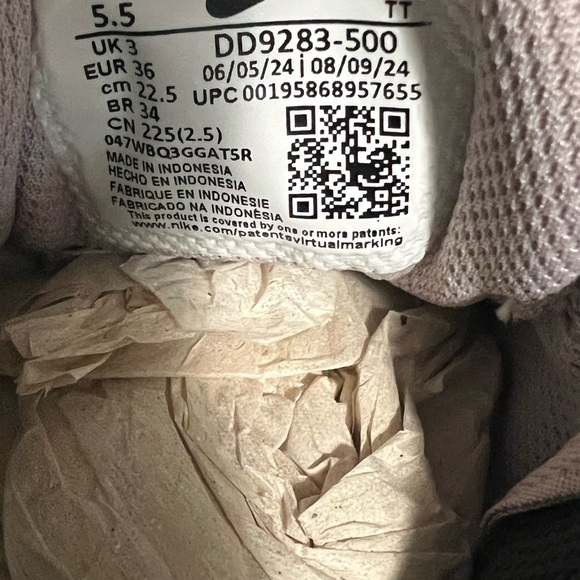 5.5 TT
UK 3 DD9283-500
EUR 36 06/05/24 | 08/09/24
cm 22.5 UPC 00195868957655
BR 34
CN 225(2.5)
047WBQ3GGAT5R
MADE IN INDONESIA
HECHO EN INDONESIA
FABRIQUE EN INDONESIE
FABRICADO NA INDONÈSIA
This product is covered by one or more patents:
www.nike.com/patentsvirtualmarking